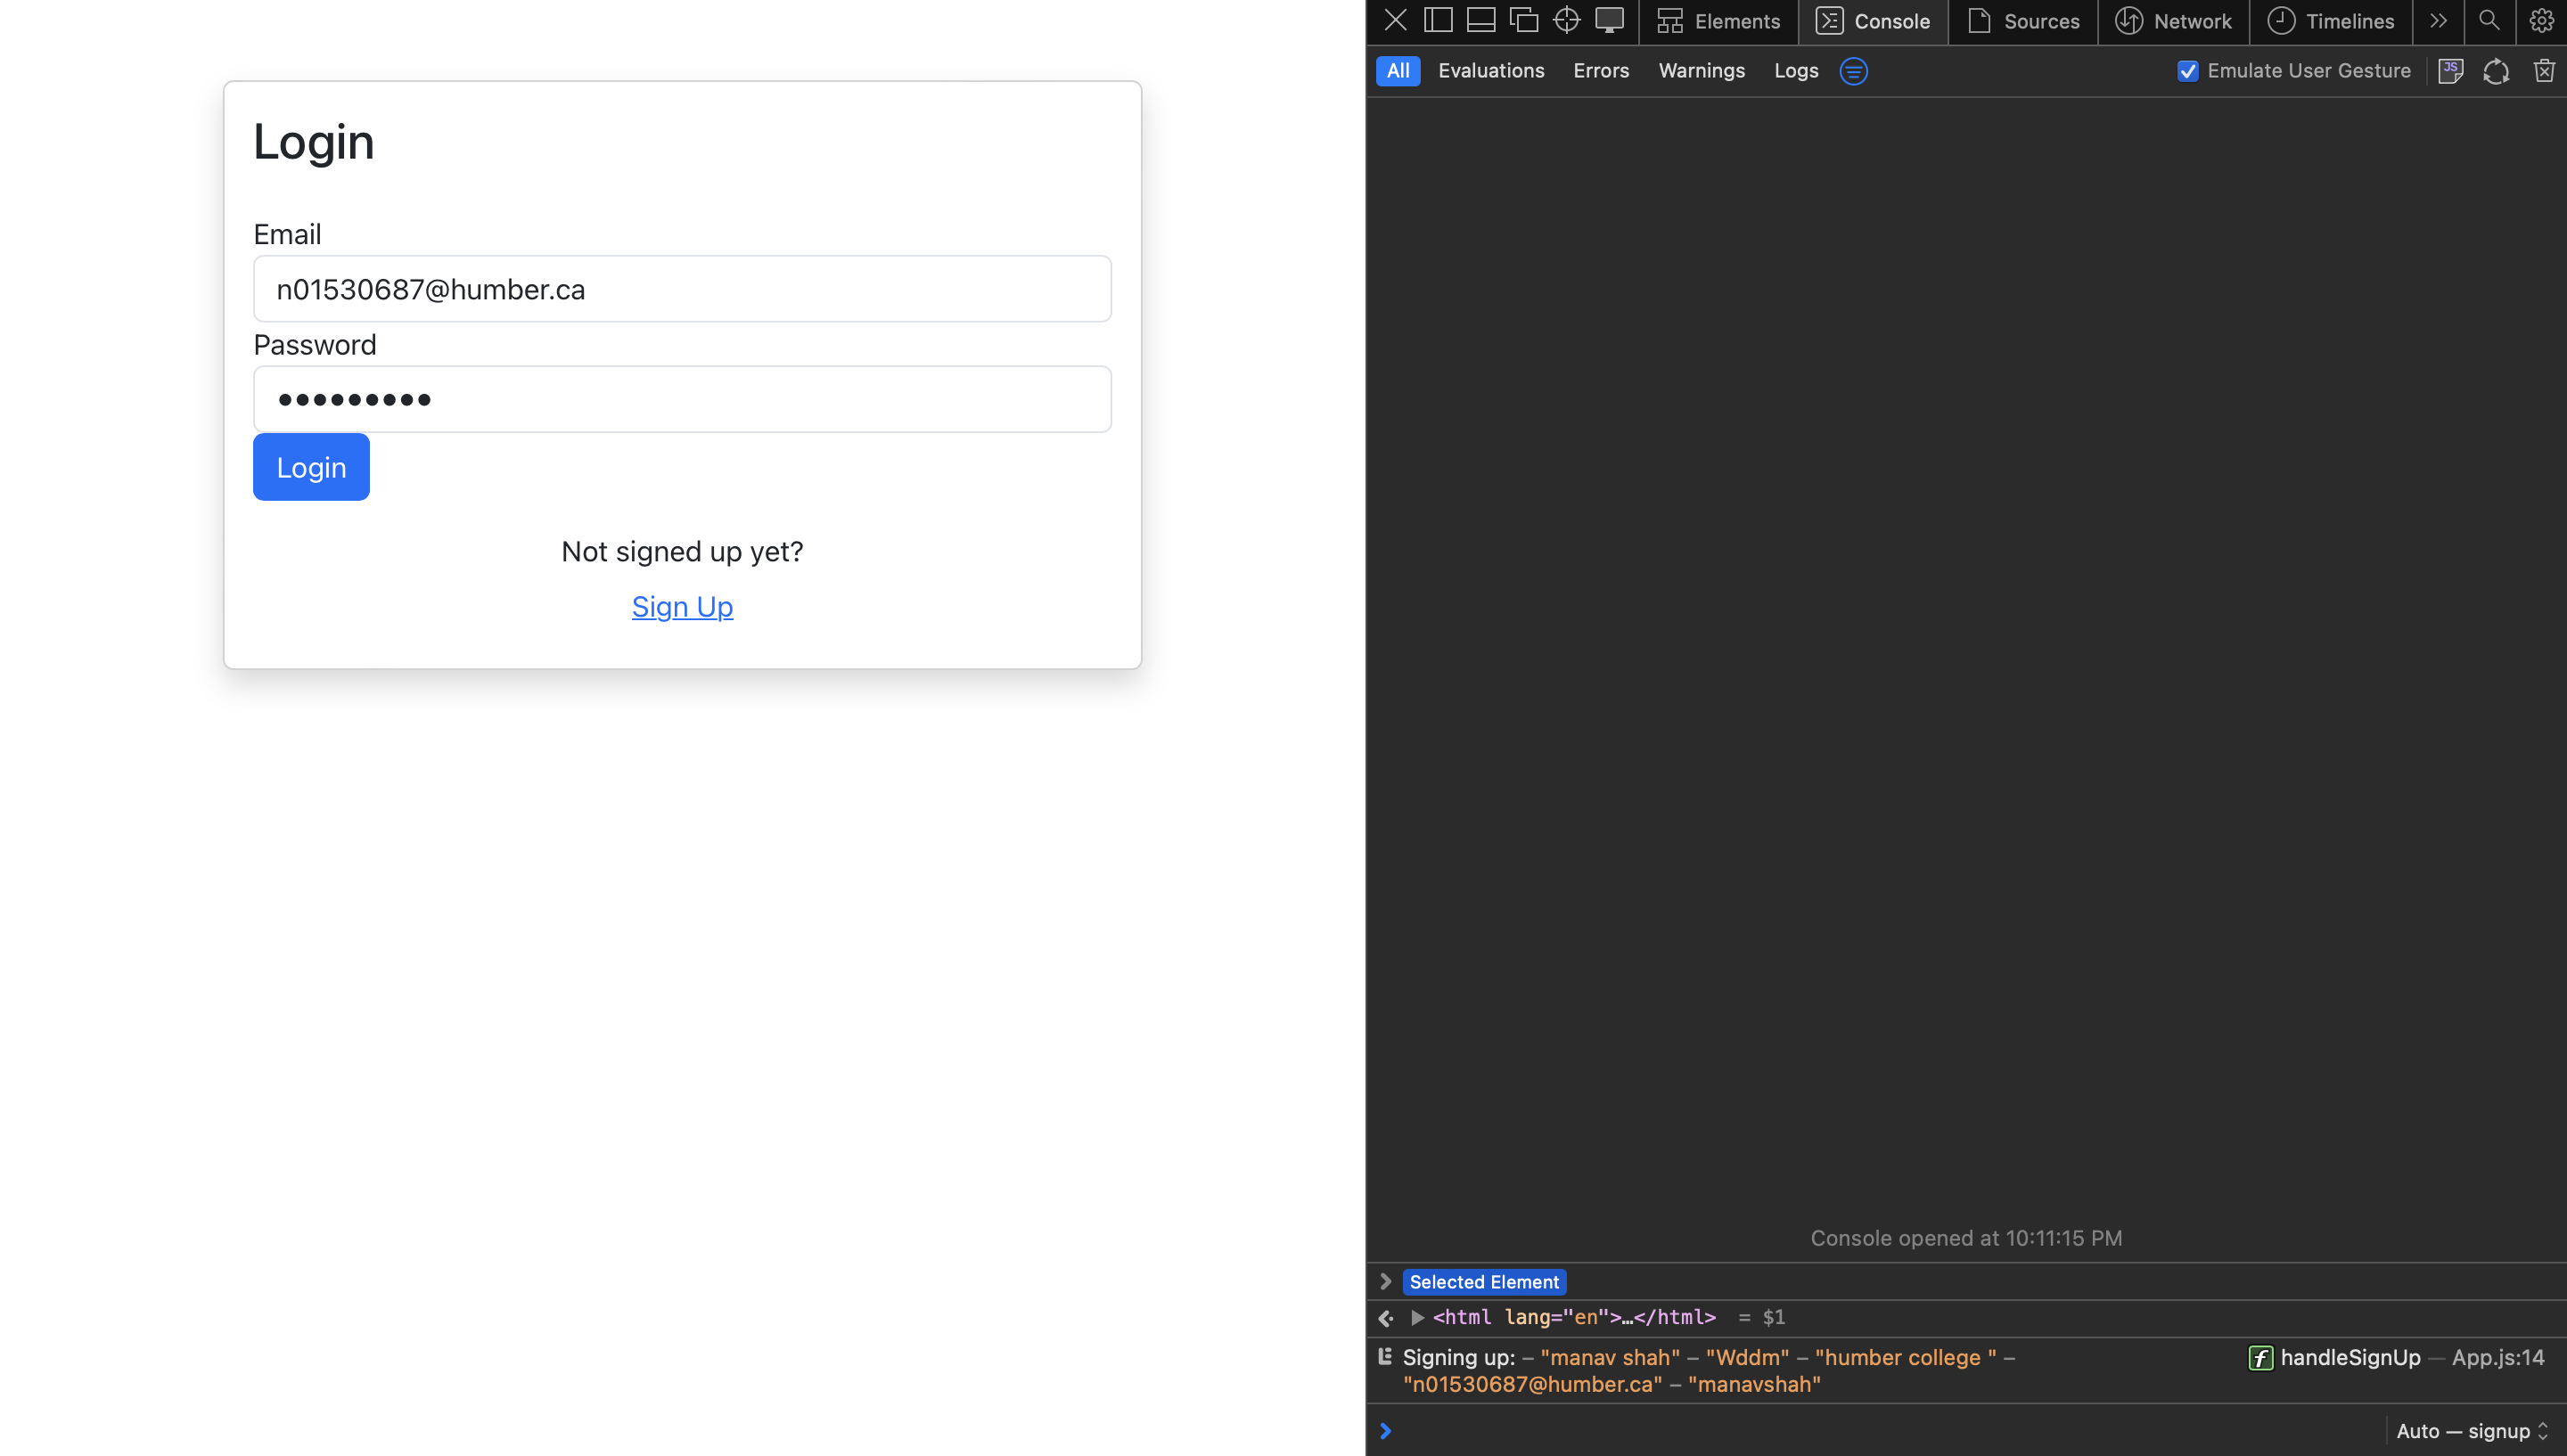 Login
Email
n01530687@humber.ca
Password
•••••••••
Login
Not signed up yet?
Sign Up
Elements Console Sources Network Timelines
All Evaluations Errors Warnings Logs Emulate User Gesture
Console opened at 10:11:15 PM
Selected Element
<html lang="en">…</html> = $1
Signing up: – "manav shah" – "Wddm" – "humber college " – f handleSignUp — App.js:14
"n01530687@humber.ca" – "manavshah"
Auto — signup